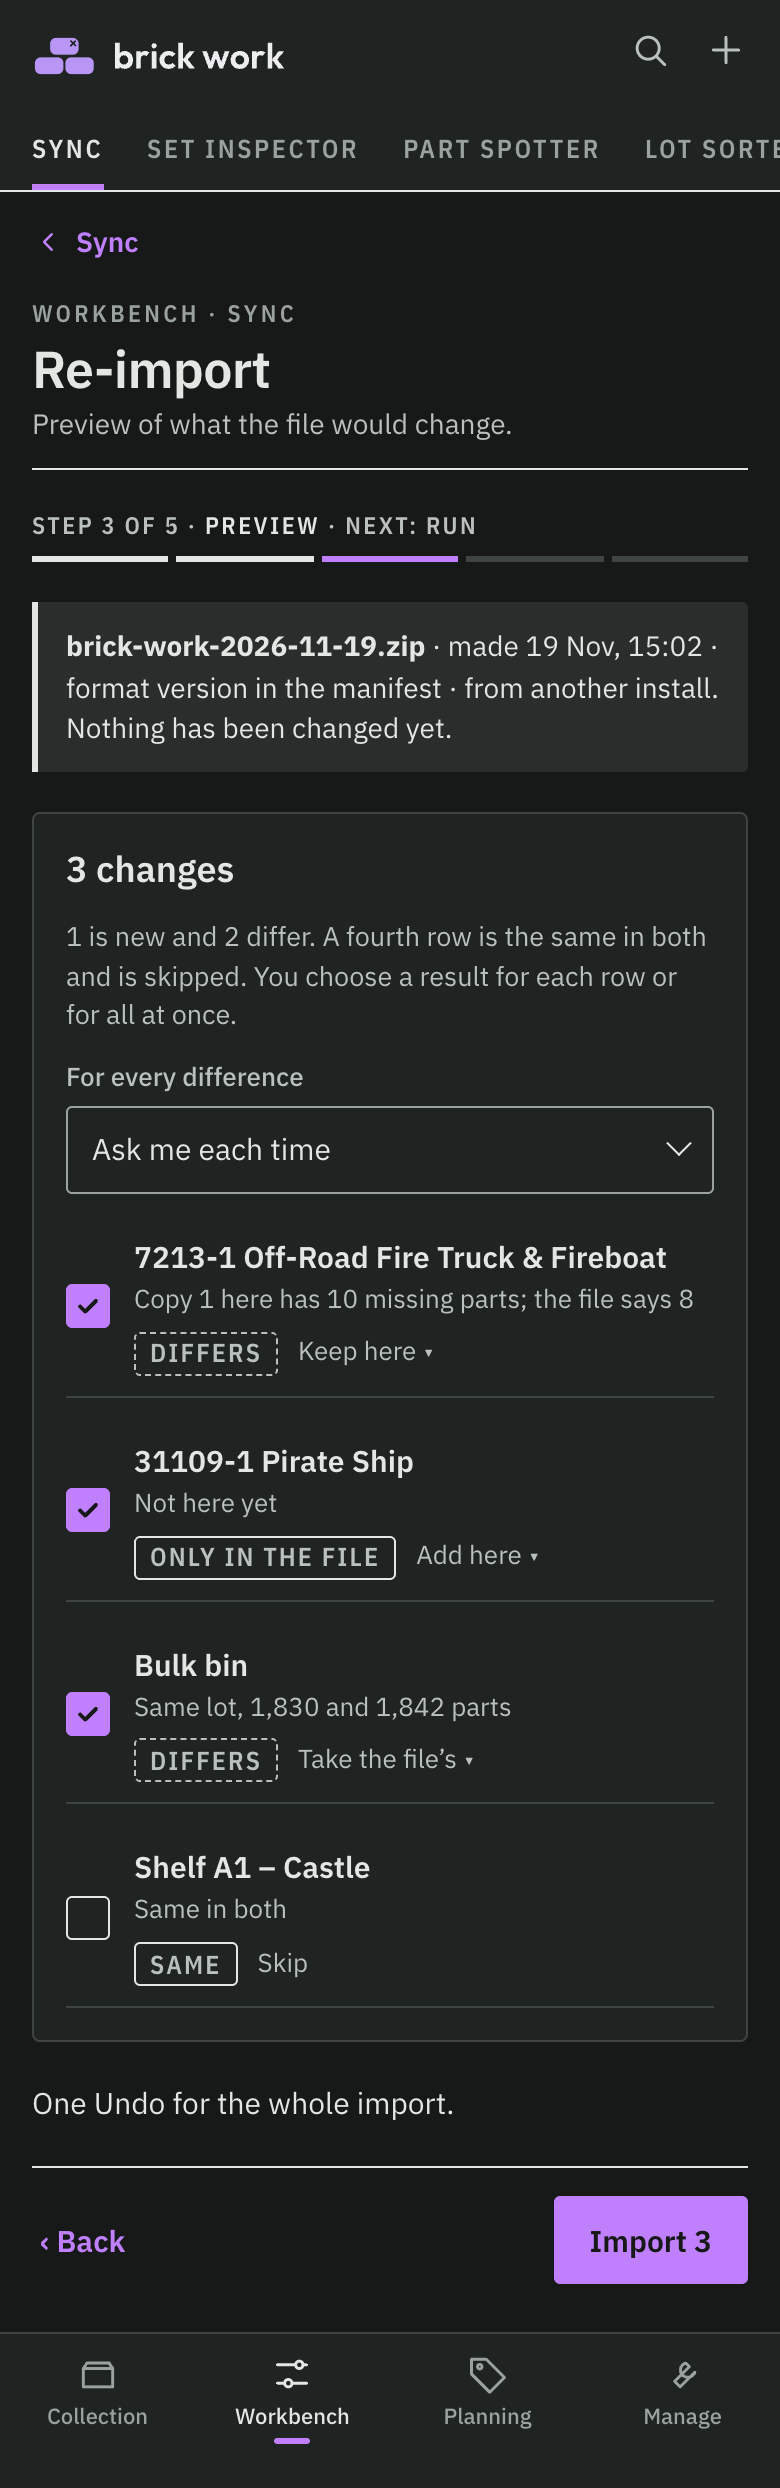 brick work
SYNC SET INSPECTOR PART SPOTTER LOT SORTE
‹ Sync
WORKBENCH · SYNC
Re-import
Preview of what the file would change.
STEP 3 OF 5 · PREVIEW · NEXT: RUN
brick-work-2026-11-19.zip · made 19 Nov, 15:02 ·
format version in the manifest · from another install.
Nothing has been changed yet.
3 changes
1 is new and 2 differ. A fourth row is the same in both
and is skipped. You choose a result for each row or
for all at once.
For every difference
Ask me each time
7213-1 Off-Road Fire Truck & Fireboat
Copy 1 here has 10 missing parts; the file says 8
DIFFERS Keep here ▾
31109-1 Pirate Ship
Not here yet
ONLY IN THE FILE Add here ▾
Bulk bin
Same lot, 1,830 and 1,842 parts
DIFFERS Take the file’s ▾
Shelf A1 – Castle
Same in both
SAME Skip
One Undo for the whole import.
‹ Back Import 3
Collection Workbench Planning Manage